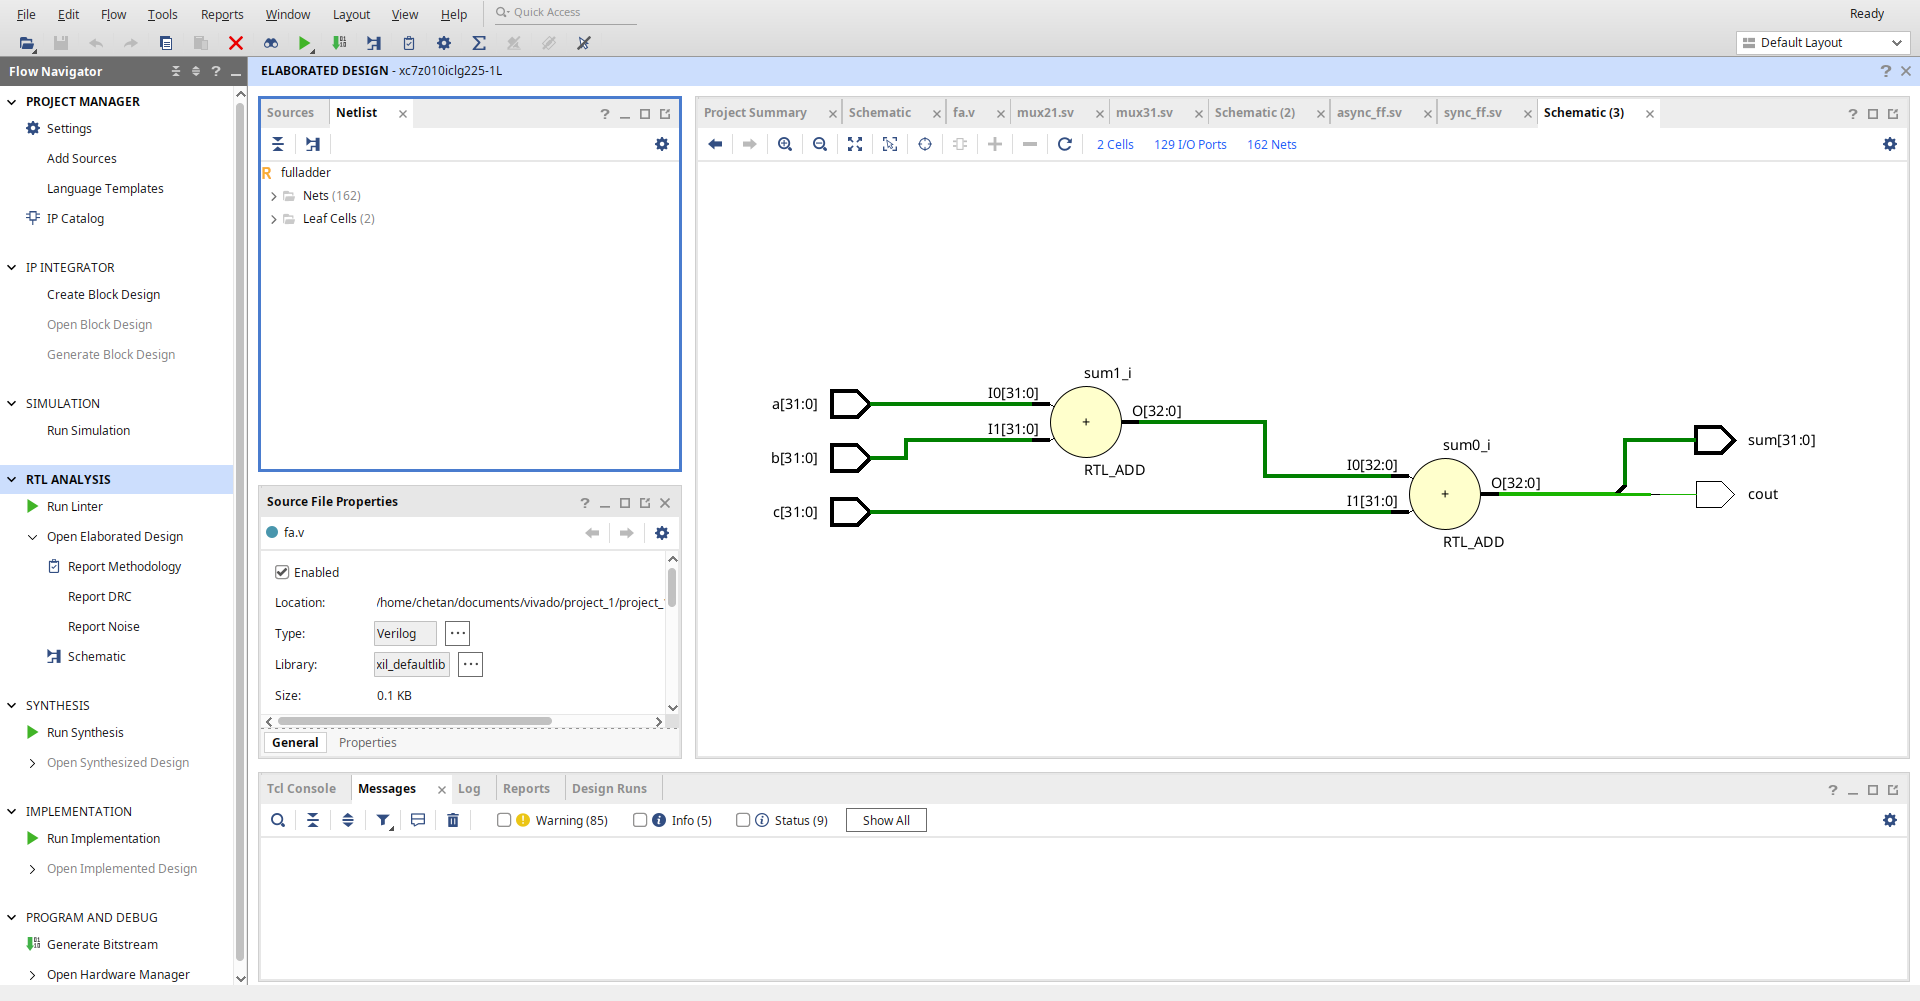 File Edit Flow Tools Reports Window Layout View Help Quick Access Ready
Default Layout
Flow Navigator
ELABORATED DESIGN - xc7z010iclg225-1L
PROJECT MANAGER
Settings
Add Sources
Language Templates
IP Catalog
IP INTEGRATOR
Create Block Design
Open Block Design
Generate Block Design
SIMULATION
Run Simulation
RTL ANALYSIS
Run Linter
Open Elaborated Design
Report Methodology
Report DRC
Report Noise
Schematic
SYNTHESIS
Run Synthesis
Open Synthesized Design
IMPLEMENTATION
Run Implementation
Open Implemented Design
PROGRAM AND DEBUG
Generate Bitstream
Open Hardware Manager
Sources Netlist
fulladder
Nets (162)
Leaf Cells (2)
Source File Properties
fa.v
Enabled
Location: /home/chetan/documents/vivado/project_1/project_
Type: Verilog
Library: xil_defaultlib
Size: 0.1 KB
General Properties
Project Summary Schematic fa.v mux21.sv mux31.sv Schematic (2) async_ff.sv sync_ff.sv Schematic (3)
2 Cells 129 I/O Ports 162 Nets
sum1_i
a[31:0] I0[31:0] O[32:0]
b[31:0] I1[31:0]
RTL_ADD
sum0_i
sum[31:0]
I0[32:0] O[32:0]
cout
c[31:0] I1[31:0]
RTL_ADD
Tcl Console Messages Log Reports Design Runs
Warning (85) Info (5) Status (9) Show All